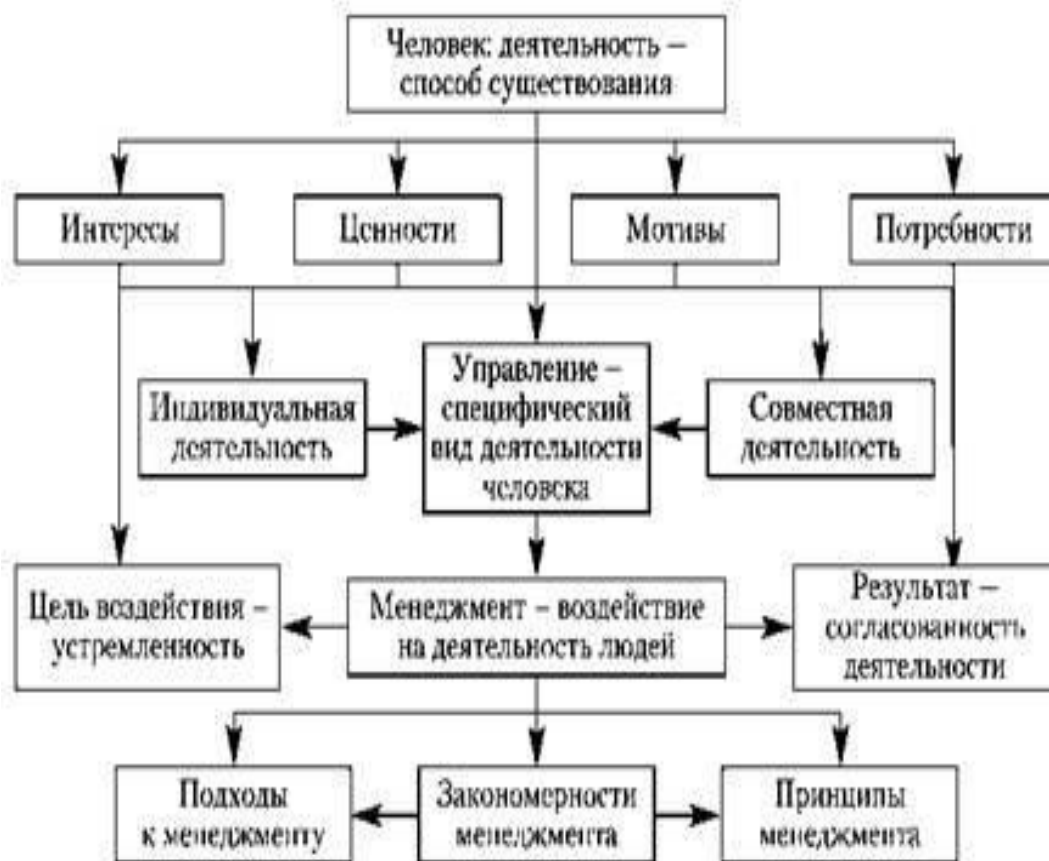 Человек: деятельность –
способ существования
Интересы
Ценности
Мотивы
Потребности
Индивидуальная
деятельность
Управление –
специфический
вид деятельности
человека
Совместная
деятельность
Цель воздействия –
устремленность
Менеджмент – воздействие
на деятельность людей
Результат –
согласованность
деятельности
Подходы
к менеджменту
Закономерности
менеджмента
Принципы
менеджмента